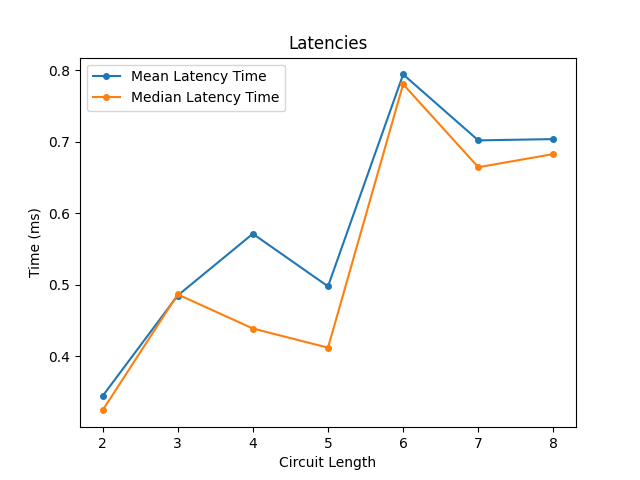 Latencies
Mean Latency Time
Median Latency Time
0.8
0.7
0.6
0.5
0.4
Time (ms)
2 3 4 5 6 7 8
Circuit Length